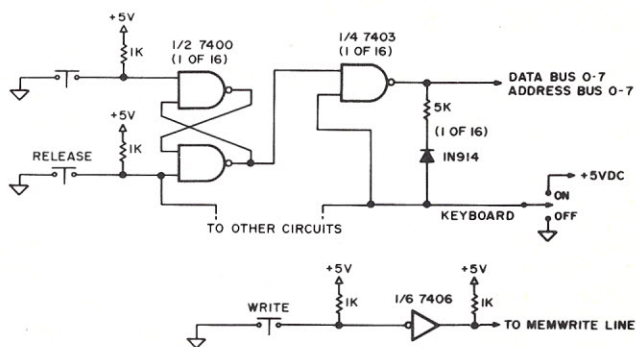 +5V
1K
1/2 7400
(1 OF 16)
1/4 7403
(1 OF 16)
DATA BUS 0-7
ADDRESS BUS 0-7
5K
(1 OF 16)
IN914
+5V
1K
RELEASE
+5VDC
ON
KEYBOARD
OFF
TO OTHER CIRCUITS
+5V
1K
WRITE
1/6 7406
+5V
1K
TO MEMWRITE LINE